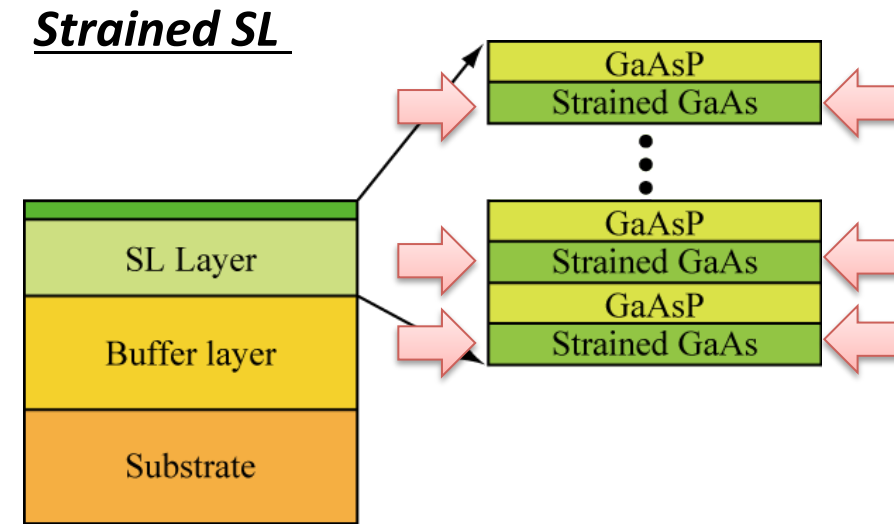 Strained SL
GaAsP
Strained GaAs
GaAsP
Strained GaAs
GaAsP
Strained GaAs
SL Layer
Buffer layer
Substrate